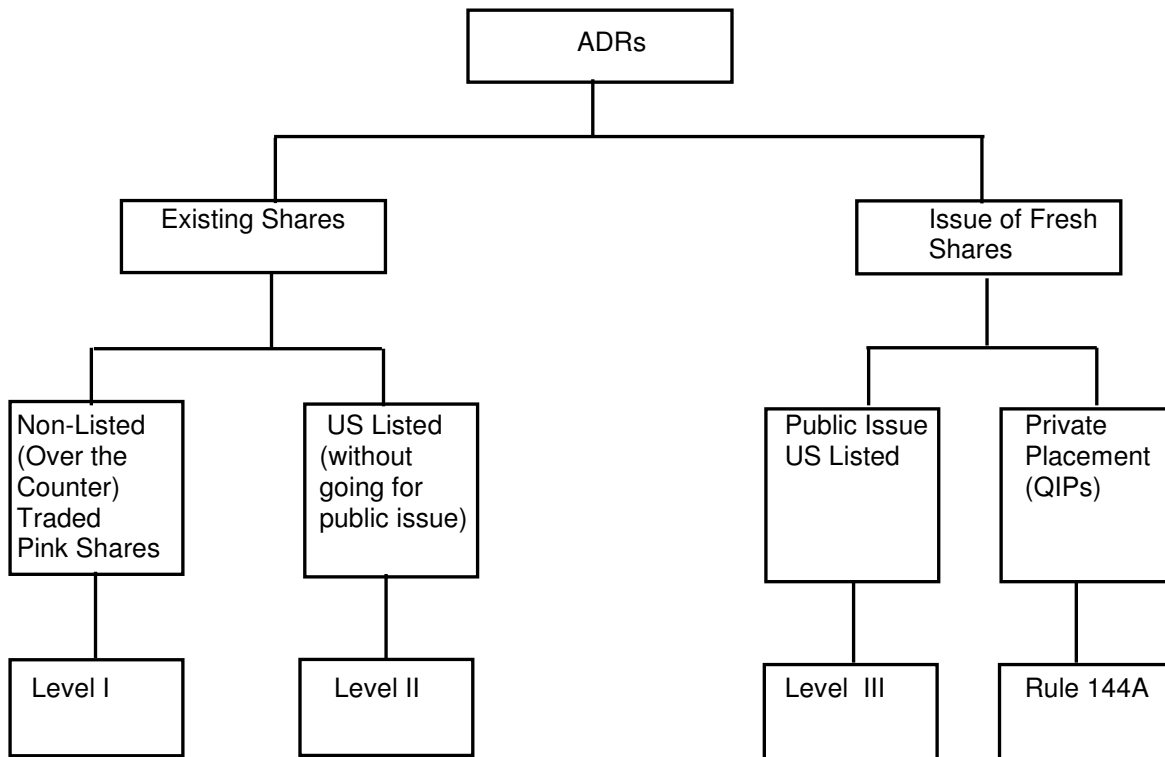 ADRs
Existing Shares
Issue of Fresh
Shares
Non-Listed
(Over the
Counter)
Traded
Pink Shares
US Listed
(without
going for
public issue)
Public Issue
US Listed
Private
Placement
(QIPs)
Level I
Level II
Level III
Rule 144A